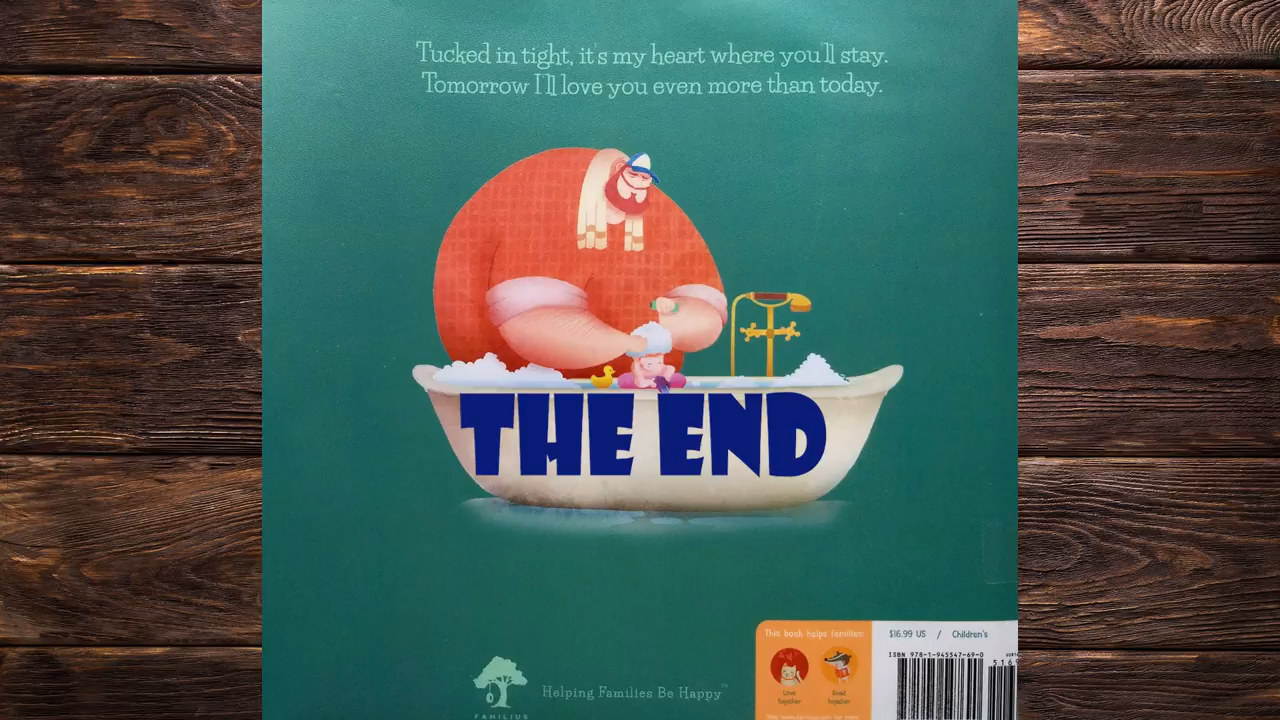 Tucked in tight, it's my heart where you'll stay.
Tomorrow I'll love you even more than today.
THE END
This book helps families:
Love together
Read together
$16.99 US / Children's
ISBN 978-1-945547-69-0
Helping Families Be Happy™
FAMILIUS